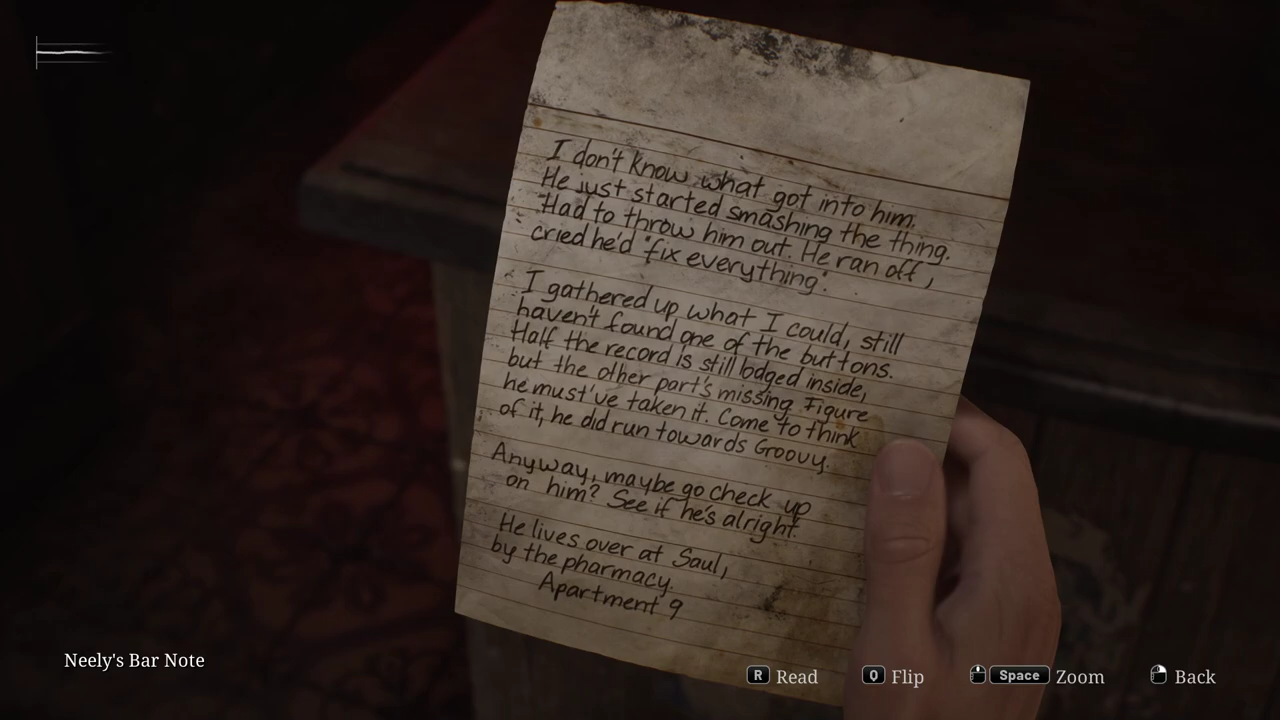 I don't know what got into him.
He just started smashing the thing.
Had to throw him out. He ran off,
cried he'd "fix everything".
I gathered up what I could, still
haven't found one of the buttons.
Half the record is still lodged inside,
but the other part's missing. Figure
he must've taken it. Come to think
of it, he did run towards Groovy.
Anyway, maybe go check up
on him? See if he's alright.
He lives over at Saul,
by the pharmacy.
Apartment 9
Neely's Bar Note
R Read
Q Flip
Space Zoom
Back